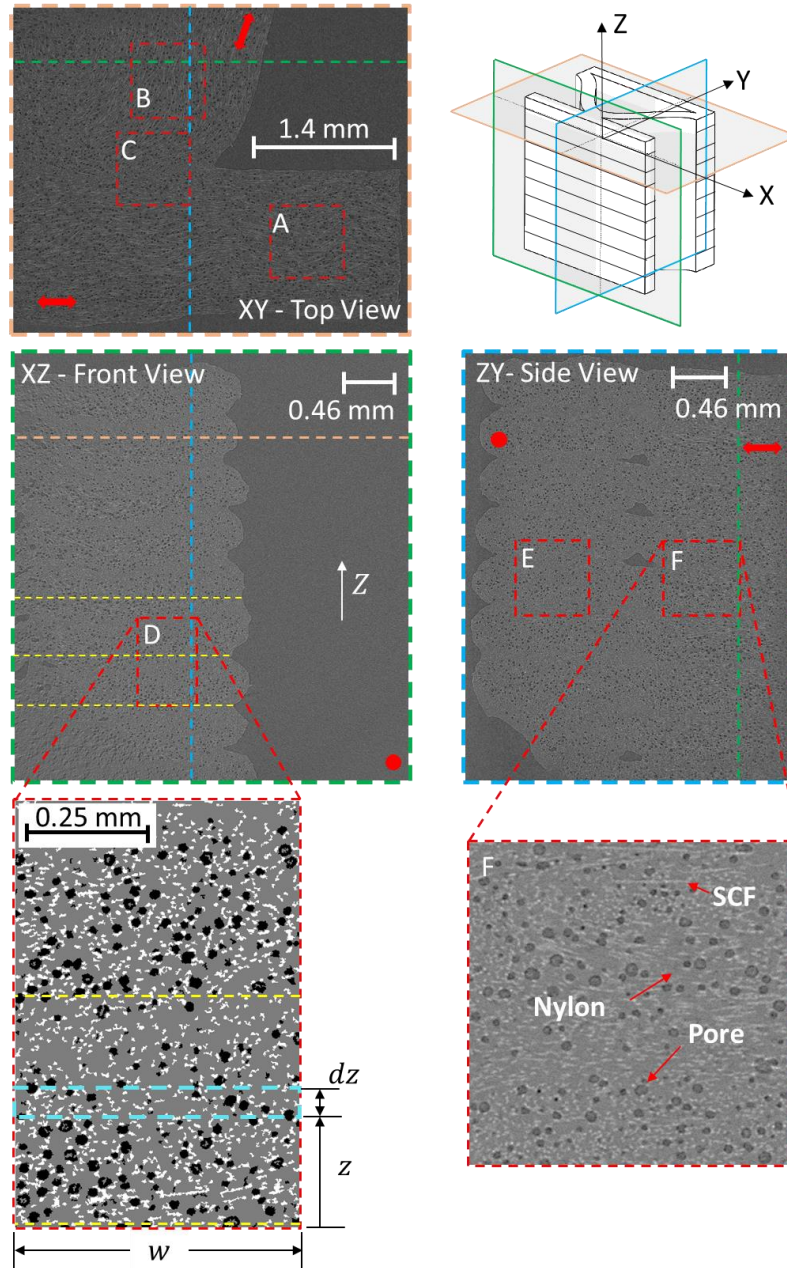 B
C
1.4 mm
A
XY - Top View
Z
Y
X
XZ - Front View
0.46 mm
Z
D
ZY- Side View
0.46 mm
E
F
0.25 mm
dz
z
w
F
SCF
Nylon
Pore